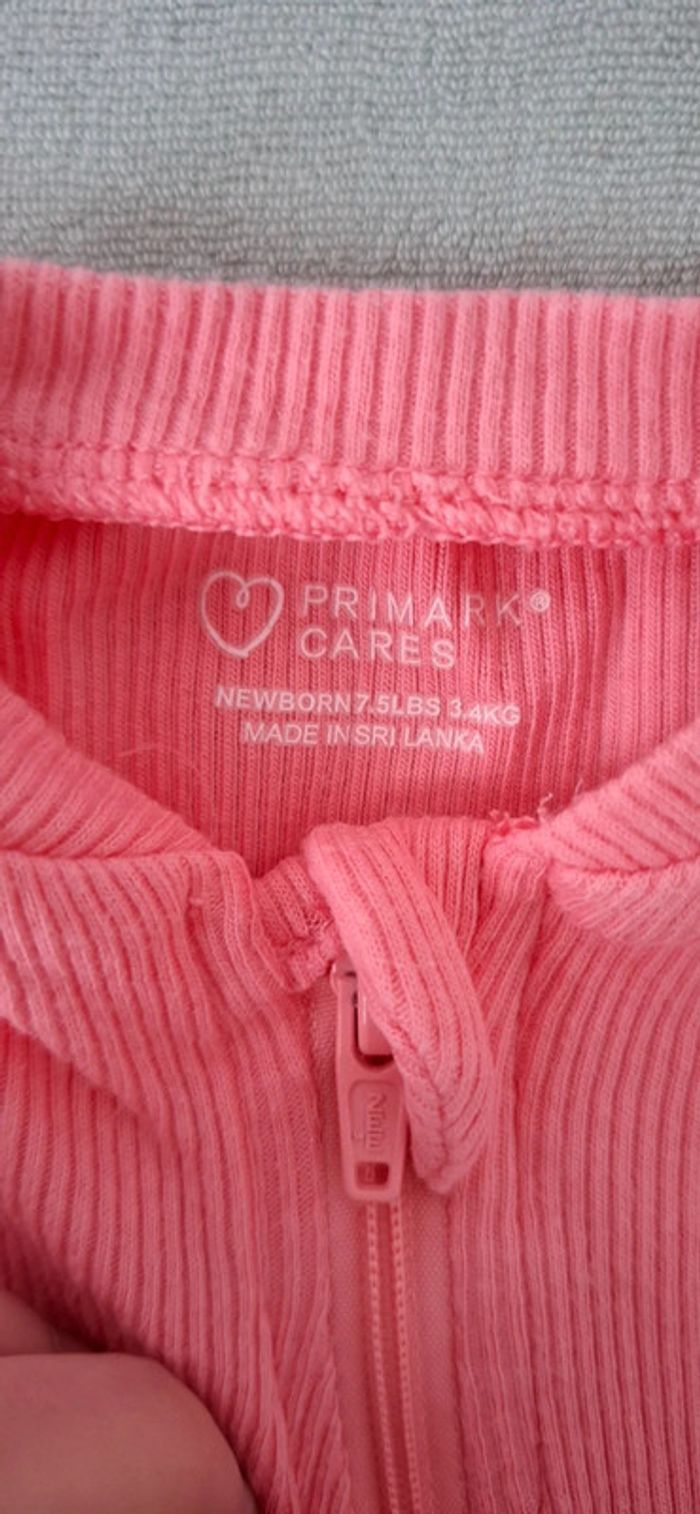 PRIMARK®
CARES
NEWBORN 7.5LBS 3.4KG
MADE IN SRI LANKA